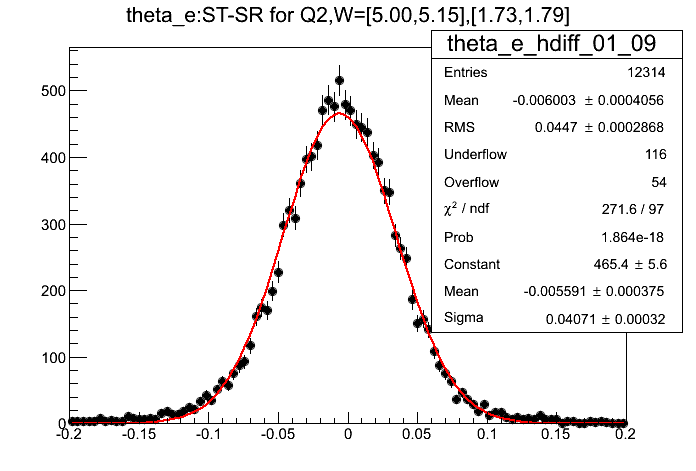 theta_e:ST-SR for Q2,W=[5.00,5.15],[1.73,1.79]
theta_e_hdiff_01_09
Entries 12314
Mean -0.006003 ± 0.0004056
RMS 0.0447 ± 0.0002868
Underflow 116
Overflow 54
χ² / ndf 271.6 / 97
Prob 1.864e-18
Constant 465.4 ± 5.6
Mean -0.005591 ± 0.000375
Sigma 0.04071 ± 0.00032
500
400
300
200
100
0
-0.2 -0.15 -0.1 -0.05 0 0.05 0.1 0.15 0.2